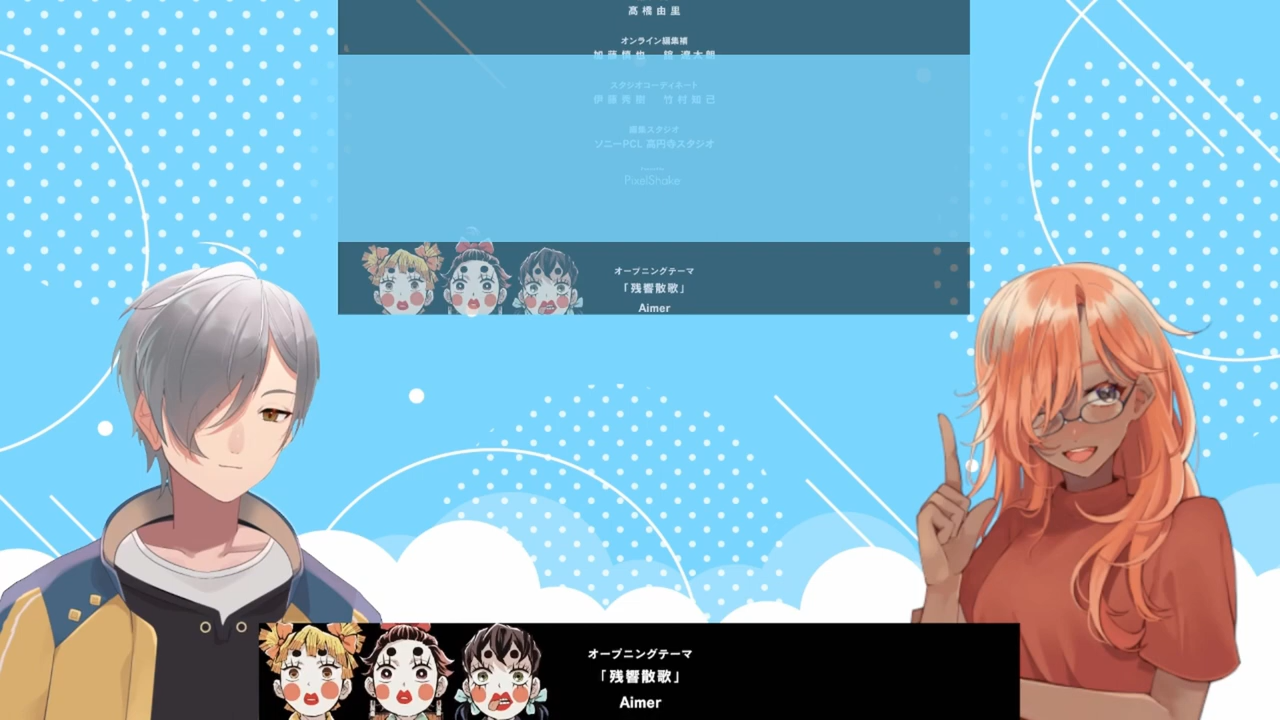 髙橋由里
オンライン編集補
スタジオコーディネート
伊藤秀樹 竹村知己
編集スタジオ
ソニーPCL 高円寺スタジオ
PixelShake
オープニングテーマ
「残響散歌」
Aimer
オープニングテーマ
「残響散歌」
Aimer